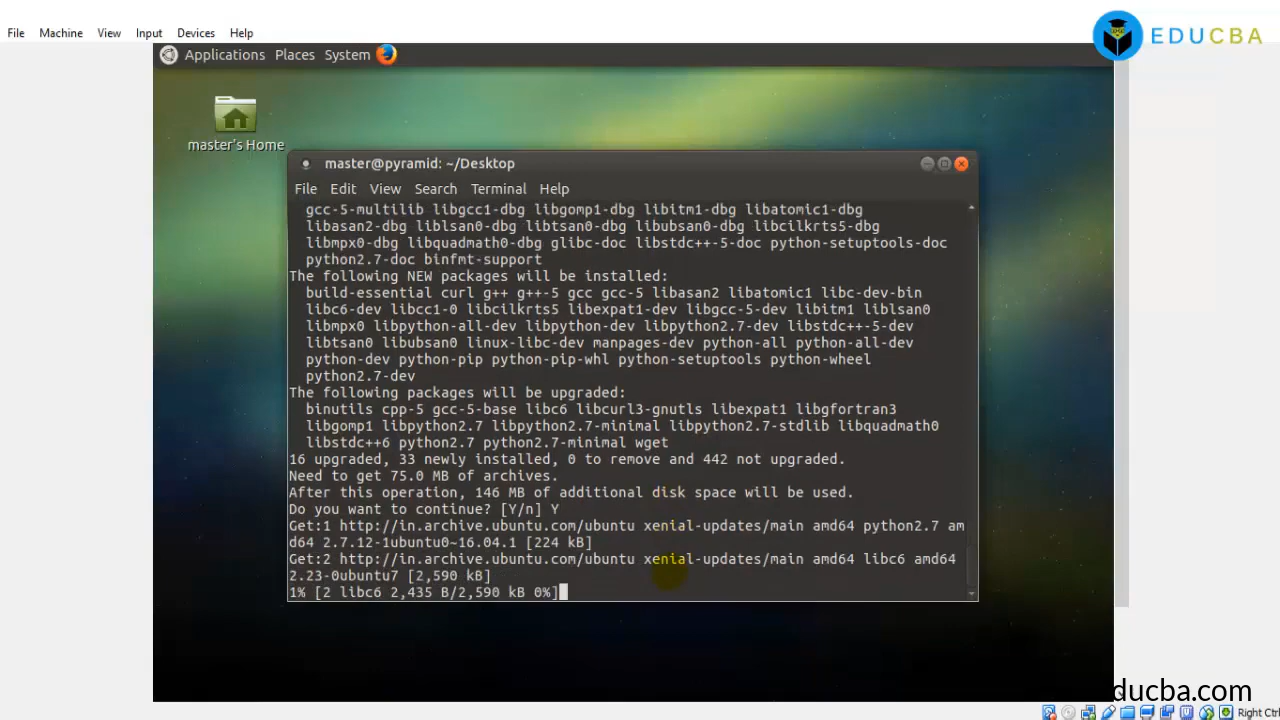 File Machine View Input Devices Help
EDUCBA
Applications Places System
master's Home
master@pyramid: ~/Desktop
File Edit View Search Terminal Help
gcc-5-multilib libgcc1-dbg libgomp1-dbg libitm1-dbg libatomic1-dbg
libasan2-dbg liblsan0-dbg libtsan0-dbg libubsan0-dbg libcilkrts5-dbg
libmpx0-dbg libquadmath0-dbg glibc-doc libstdc++-5-doc python-setuptools-doc
python2.7-doc binfmt-support
The following NEW packages will be installed:
build-essential curl g++ g++-5 gcc gcc-5 libasan2 libatomic1 libc-dev-bin
libc6-dev libcc1-0 libcilkrts5 libexpat1-dev libgcc-5-dev libitm1 liblsan0
libmpx0 libpython-all-dev libpython-dev libpython2.7-dev libstdc++-5-dev
libtsan0 libubsan0 linux-libc-dev manpages-dev python-all python-all-dev
python-dev python-pip python-pip-whl python-setuptools python-wheel
python2.7-dev
The following packages will be upgraded:
binutils cpp-5 gcc-5-base libc6 libcurl3-gnutls libexpat1 libgfortran3
libgomp1 libpython2.7 libpython2.7-minimal libpython2.7-stdlib libquadmath0
libstdc++6 python2.7 python2.7-minimal wget
16 upgraded, 33 newly installed, 0 to remove and 442 not upgraded.
Need to get 75.0 MB of archives.
After this operation, 146 MB of additional disk space will be used.
Do you want to continue? [Y/n] Y
Get:1 http://in.archive.ubuntu.com/ubuntu xenial-updates/main amd64 python2.7 am
d64 2.7.12-1ubuntu0~16.04.1 [224 kB]
Get:2 http://in.archive.ubuntu.com/ubuntu xenial-updates/main amd64 libc6 amd64
2.23-0ubuntu7 [2,590 kB]
1% [2 libc6 2,435 B/2,590 kB 0%]
ducba.com
Right Ctrl